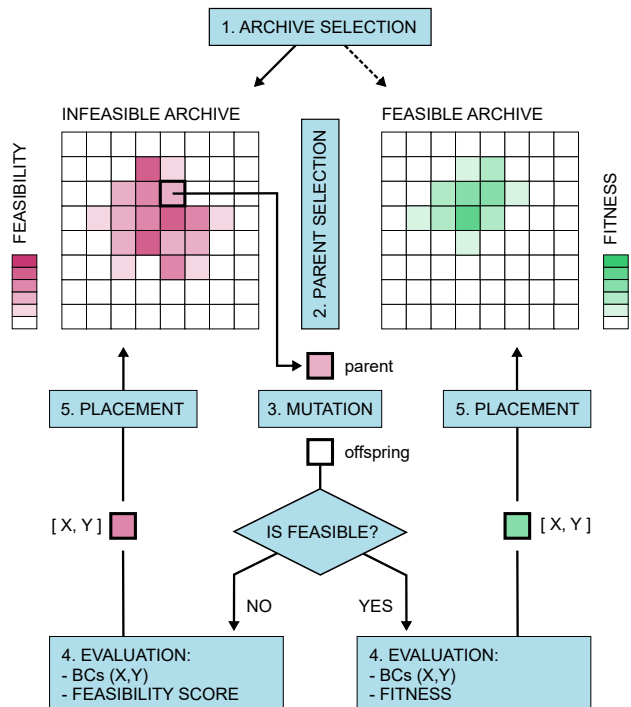 1. ARCHIVE SELECTION
INFEASIBLE ARCHIVE
FEASIBLE ARCHIVE
FEASIBILITY
2. PARENT SELECTION
FITNESS
parent
5. PLACEMENT
3. MUTATION
5. PLACEMENT
offspring
[ X, Y ]
IS FEASIBLE?
[ X, Y ]
NO
YES
4. EVALUATION:
- BCs (X,Y)
- FEASIBILITY SCORE
4. EVALUATION:
- BCs (X,Y)
- FITNESS